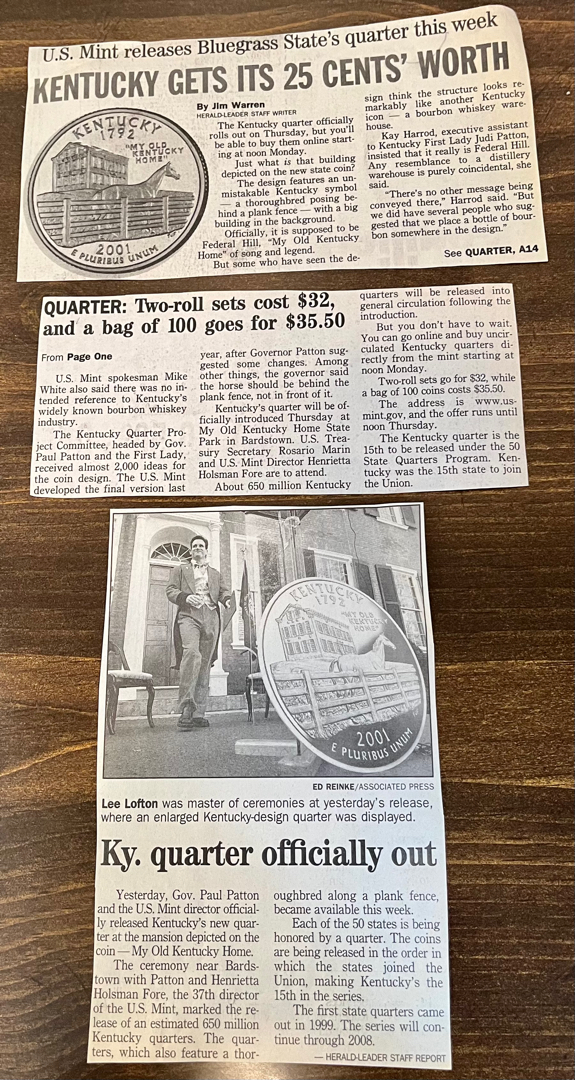 U.S. Mint releases Bluegrass State's quarter this week
KENTUCKY GETS ITS 25 CENTS' WORTH
KENTUCKY
1792
"MY OLD
KENTUCKY
HOME"
2001
E PLURIBUS UNUM
By Jim Warren
HERALD-LEADER STAFF WRITER
The Kentucky quarter officially
rolls out on Thursday, but you'll
be able to buy them online start-
ing at noon Monday.
Just what is that building
depicted on the new state coin?
The design features an un-
mistakable Kentucky symbol
— a thoroughbred posing be-
hind a plank fence — with a big
building in the background.
Officially, it is supposed to be
Federal Hill, "My Old Kentucky
Home" of song and legend.
But some who have seen the de-
sign think the structure looks re-
markably like another Kentucky
icon — a bourbon whiskey ware-
house.
Kay Harrod, executive assistant
to Kentucky First Lady Judi Patton,
insisted that it really is Federal Hill.
Any resemblance to a distillery
warehouse is purely coincidental, she
said.
"There's no other message being
conveyed there," Harrod said. "But
we did have several people who sug-
gested that we place a bottle of bour-
bon somewhere in the design."
See QUARTER, A14
QUARTER: Two-roll sets cost $32,
and a bag of 100 goes for $35.50
From Page One
U.S. Mint spokesman Mike
White also said there was no in-
tended reference to Kentucky's
widely known bourbon whiskey
industry.
The Kentucky Quarter Pro-
ject Committee, headed by Gov.
Paul Patton and the First Lady,
received almost 2,000 ideas for
the coin design. The U.S. Mint
developed the final version last
year, after Governor Patton sug-
gested some changes. Among
other things, the governor said
the horse should be behind the
plank fence, not in front of it.
Kentucky's quarter will be of-
ficially introduced Thursday at
My Old Kentucky Home State
Park in Bardstown. U.S. Trea-
sury Secretary Rosario Marin
and U.S. Mint Director Henrietta
Holsman Fore are to attend.
About 650 million Kentucky
quarters will be released into
general circulation following the
introduction.
But you don't have to wait.
You can go online and buy uncir-
culated Kentucky quarters di-
rectly from the mint starting at
noon Monday.
Two-roll sets go for $32, while
a bag of 100 coins costs $35.50.
The address is www.us-
mint.gov, and the offer runs until
noon Thursday.
The Kentucky quarter is the
15th to be released under the 50
State Quarters Program. Ken-
tucky was the 15th state to join
the Union.
KENTUCKY
1792
"MY OLD
KENTUCKY
HOME"
2001
E PLURIBUS UNUM
ED REINKE/ASSOCIATED PRESS
Lee Lofton was master of ceremonies at yesterday's release,
where an enlarged Kentucky-design quarter was displayed.
Ky. quarter officially out
Yesterday, Gov. Paul Patton
and the U.S. Mint director official-
ly released Kentucky's new quar-
ter at the mansion depicted on the
coin — My Old Kentucky Home.
The ceremony near Bards-
town with Patton and Henrietta
Holsman Fore, the 37th director
of the U.S. Mint, marked the re-
lease of an estimated 650 million
Kentucky quarters. The quar-
ters, which also feature a thor-
oughbred along a plank fence,
became available this week.
Each of the 50 states is being
honored by a quarter. The coins
are being released in the order in
which the states joined the
Union, making Kentucky's the
15th in the series.
The first state quarters came
out in 1999. The series will con-
tinue through 2008.
— HERALD-LEADER STAFF REPORT